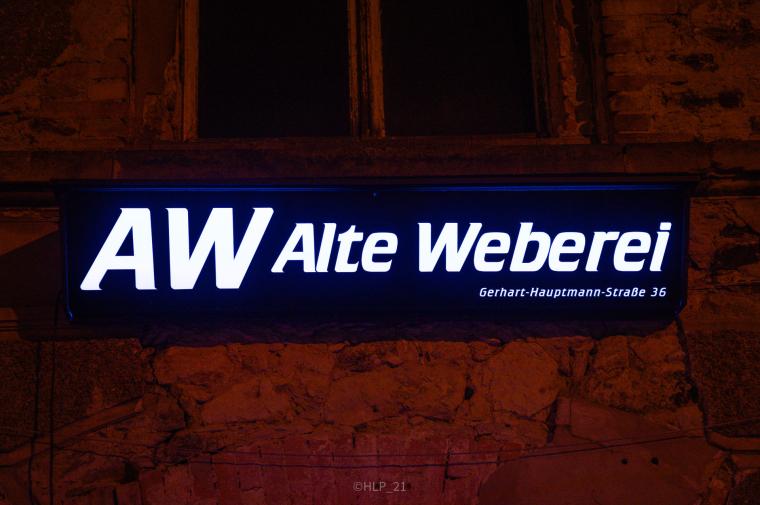 AW Alte Weberei
Gerhart-Hauptmann-Straße 36
©HLP_21